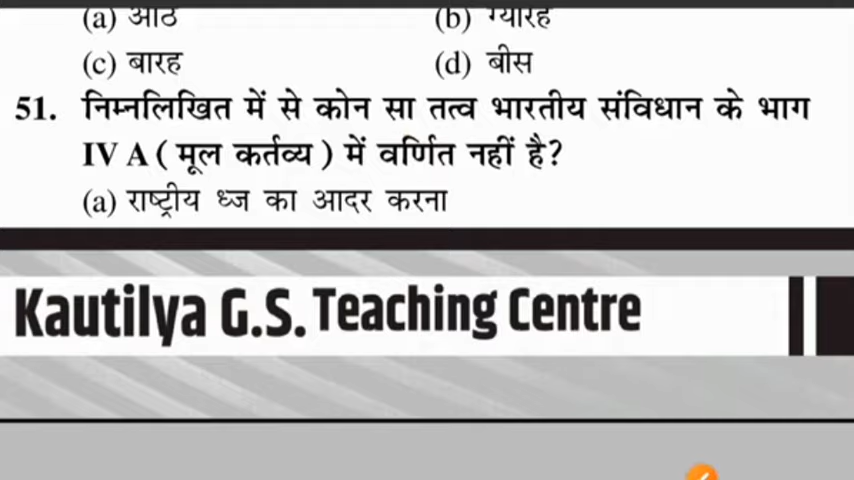 (a) आठ (b) ग्यारह
(c) बारह (d) बीस
51. निम्नलिखित में से कोन सा तत्व भारतीय संविधान के भाग
IV A ( मूल कर्तव्य ) में वर्णित नहीं है?
(a) राष्ट्रीय ध्ज का आदर करना
Kautilya G.S. Teaching Centre